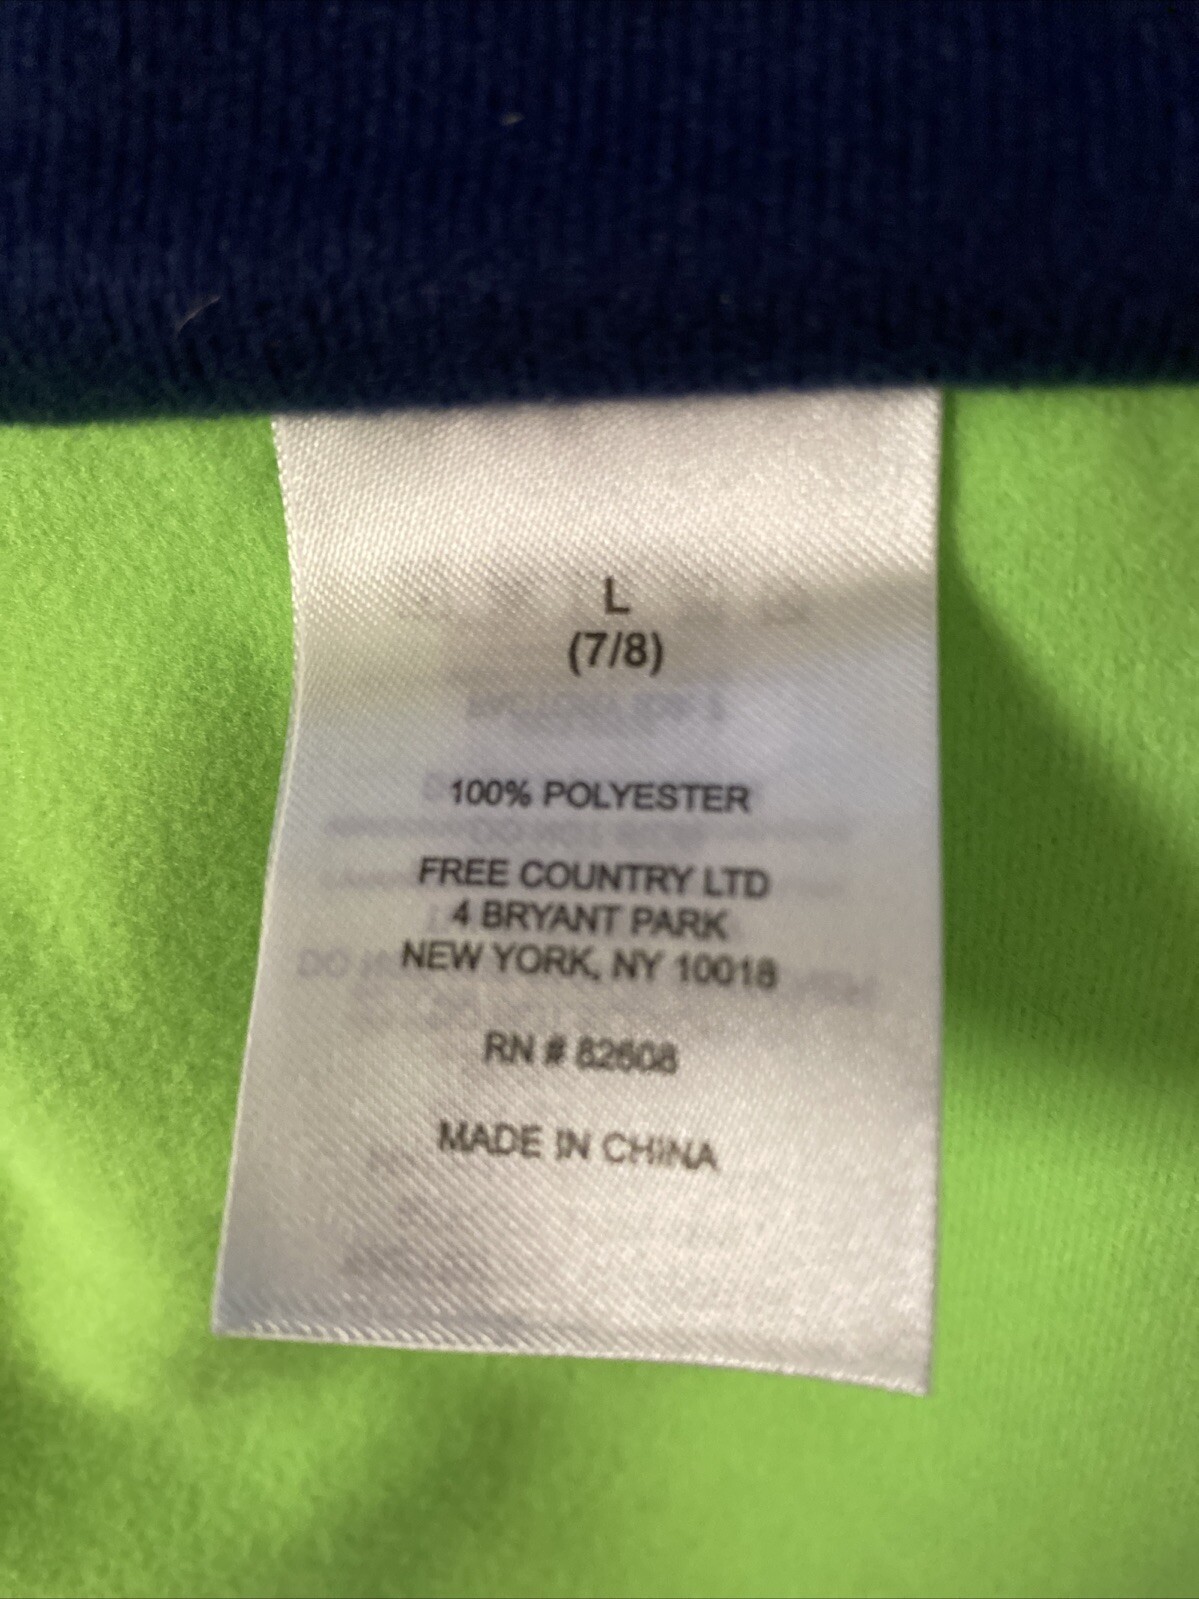 L
(7/8)
100% POLYESTER
FREE COUNTRY LTD
4 BRYANT PARK
NEW YORK, NY 10018
RN # 82608
MADE IN CHINA